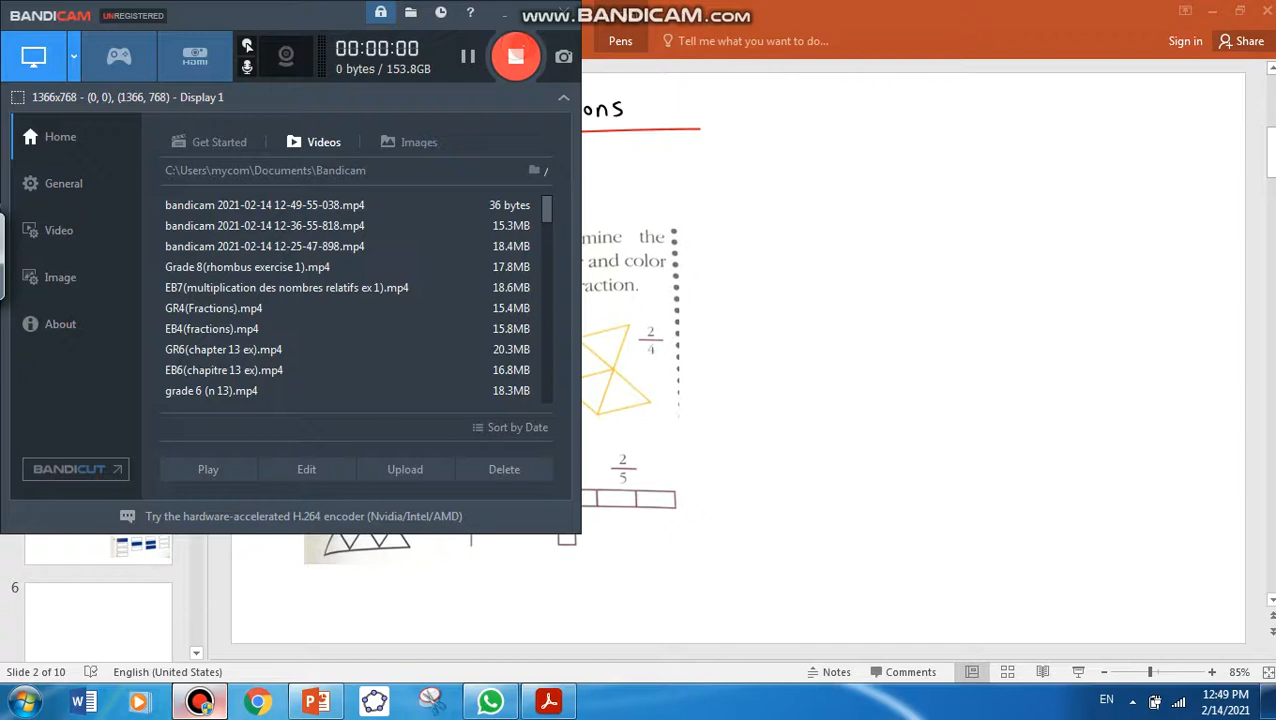 BANDICAM UNREGISTERED
www.BANDICAM.com
00:00:00
0 bytes / 153.8GB
HDMI
Pens
Tell me what you want to do...
Sign in
Share
1366x768 - (0, 0), (1366, 768) - Display 1
Home
General
Video
Image
About
BANDICUT
Get Started
Videos
Images
C:\Users\mycom\Documents\Bandicam
/
bandicam 2021-02-14 12-49-55-038.mp4 36 bytes
bandicam 2021-02-14 12-36-55-818.mp4 15.3MB
bandicam 2021-02-14 12-25-47-898.mp4 18.4MB
Grade 8(rhombus exercise 1).mp4 17.8MB
EB7(multiplication des nombres relatifs ex1).mp4 18.6MB
GR4(Fractions).mp4 15.4MB
EB4(fractions).mp4 15.8MB
GR6(chapter 13 ex).mp4 20.3MB
EB6(chapitre 13 ex).mp4 16.8MB
grade 6 (n 13).mp4 18.3MB
Sort by Date
Play Edit Upload Delete
Try the hardware-accelerated H.264 encoder (Nvidia/Intel/AMD)
ons
mine the
r and color
raction.
2
4
2
5
6
Slide 2 of 10
English (United States)
Notes
Comments
85%
EN
12:49 PM
2/14/2021